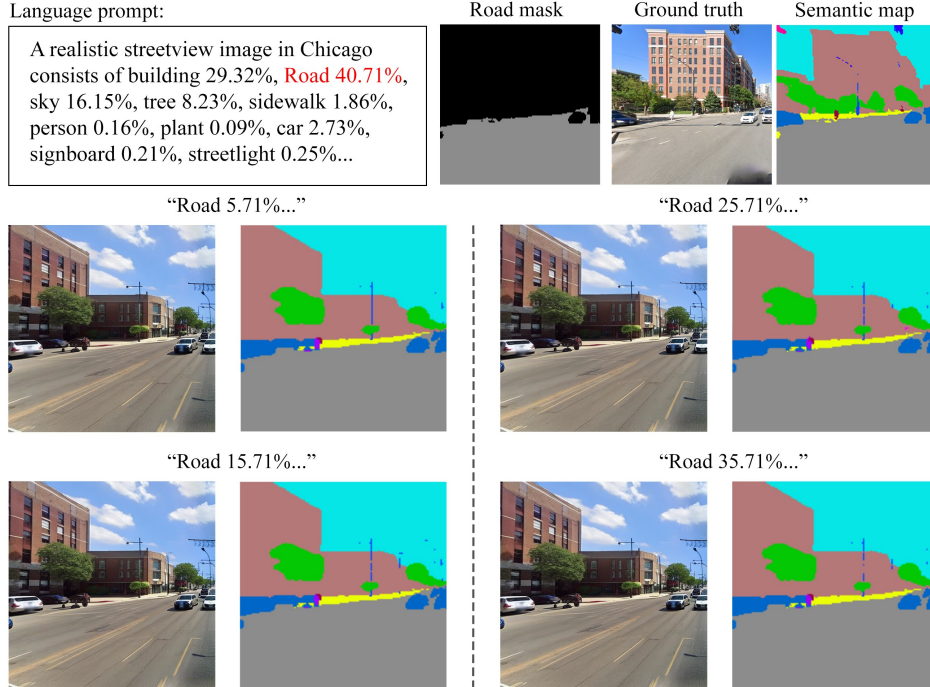 Language prompt:
Road mask
Ground truth
Semantic map
A realistic streetview image in Chicago
consists of building 29.32%, Road 40.71%,
sky 16.15%, tree 8.23%, sidewalk 1.86%,
person 0.16%, plant 0.09%, car 2.73%,
signboard 0.21%, streetlight 0.25%...
“Road 5.71%...”
“Road 25.71%...”
“Road 15.71%...”
“Road 35.71%...”